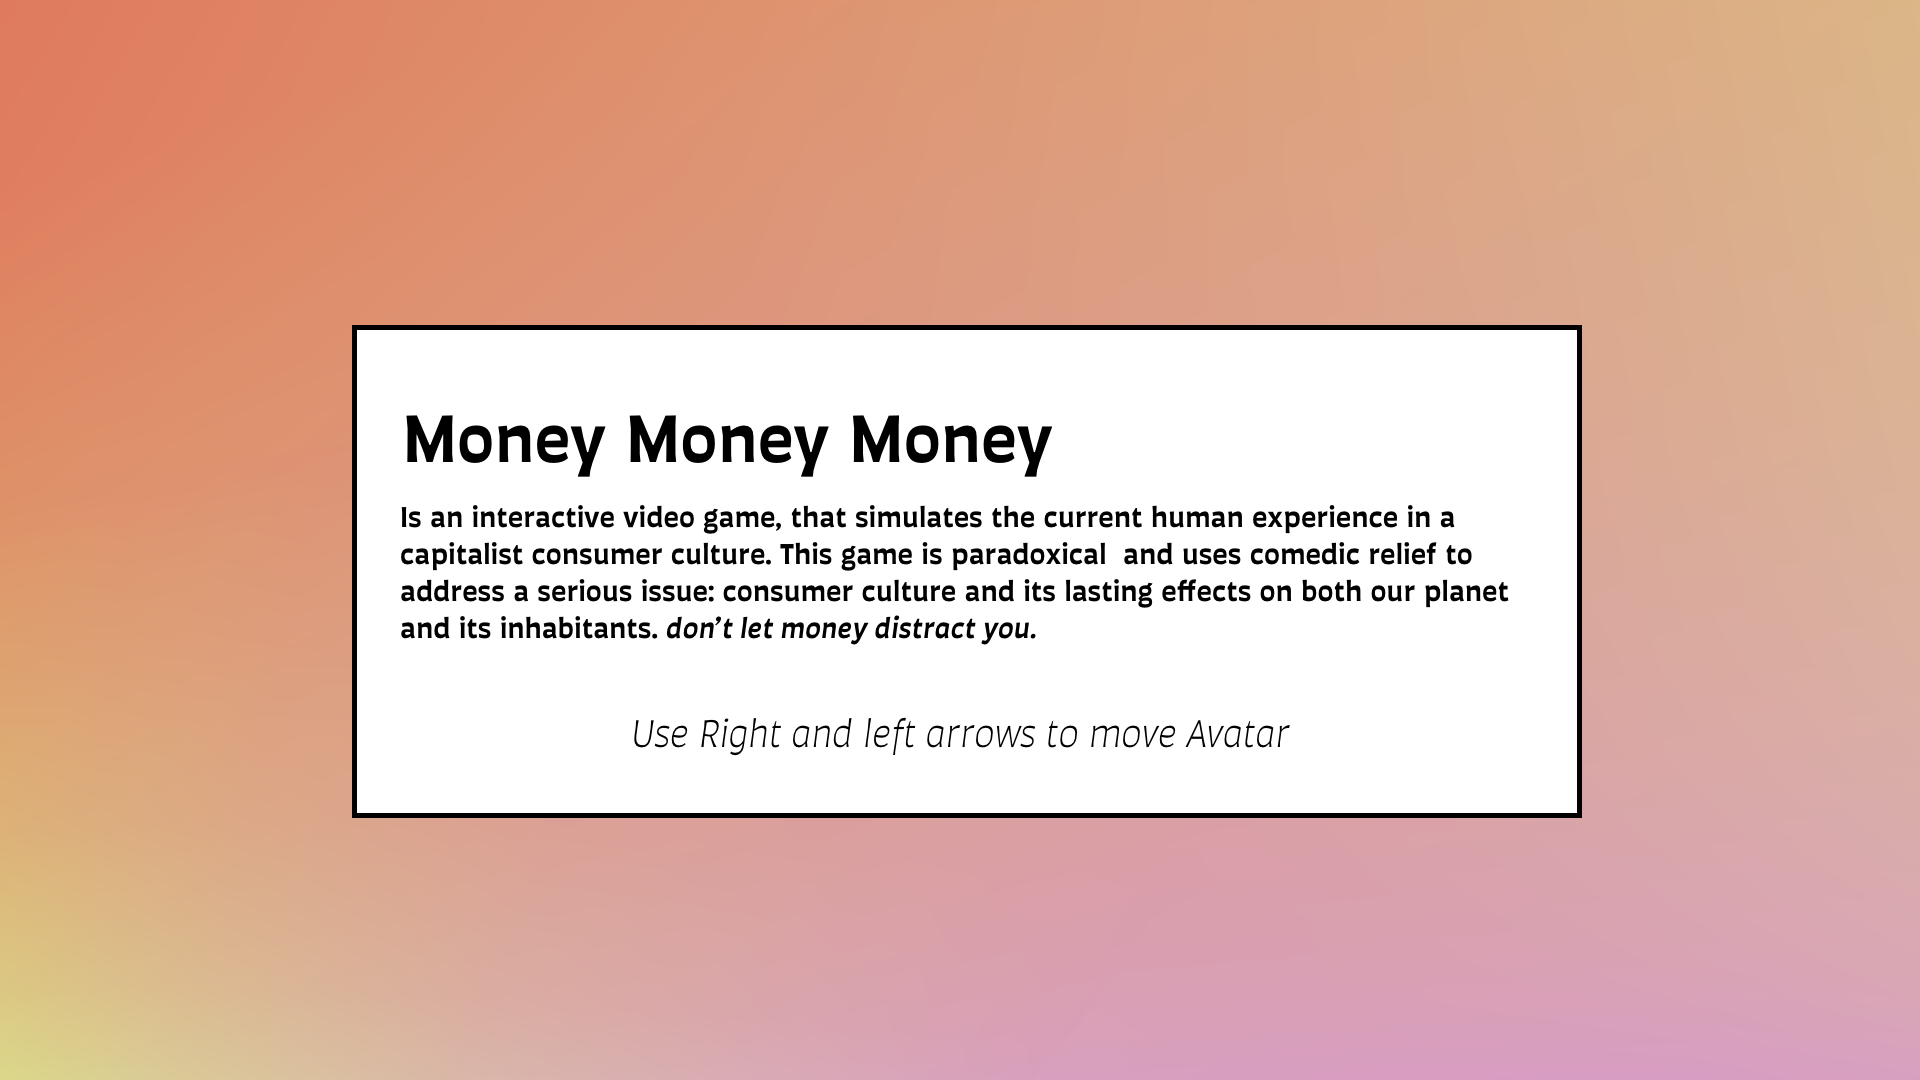 Money Money Money
Is an interactive video game, that simulates the current human experience in a
capitalist consumer culture. This game is paradoxical  and uses comedic relief to
address a serious issue: consumer culture and its lasting effects on both our planet
and its inhabitants. don’t let money distract you.
Use Right and left arrows to move Avatar